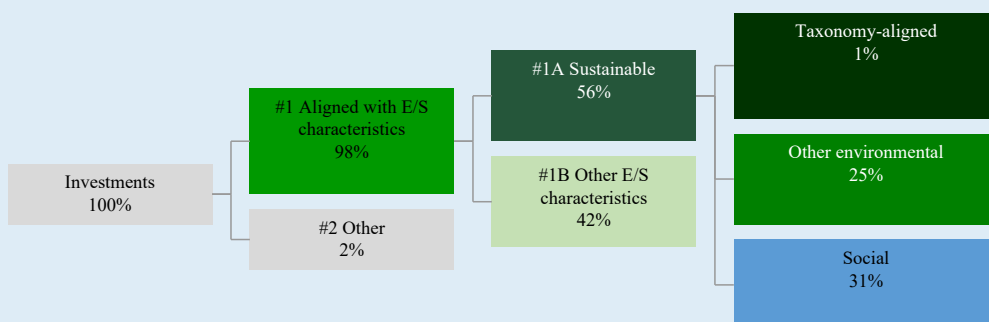 Investments
100%
#1 Aligned with E/S
characteristics
98%
#2 Other
2%
#1A Sustainable
56%
#1B Other E/S
characteristics
42%
Taxonomy-aligned
1%
Other environmental
25%
Social
31%